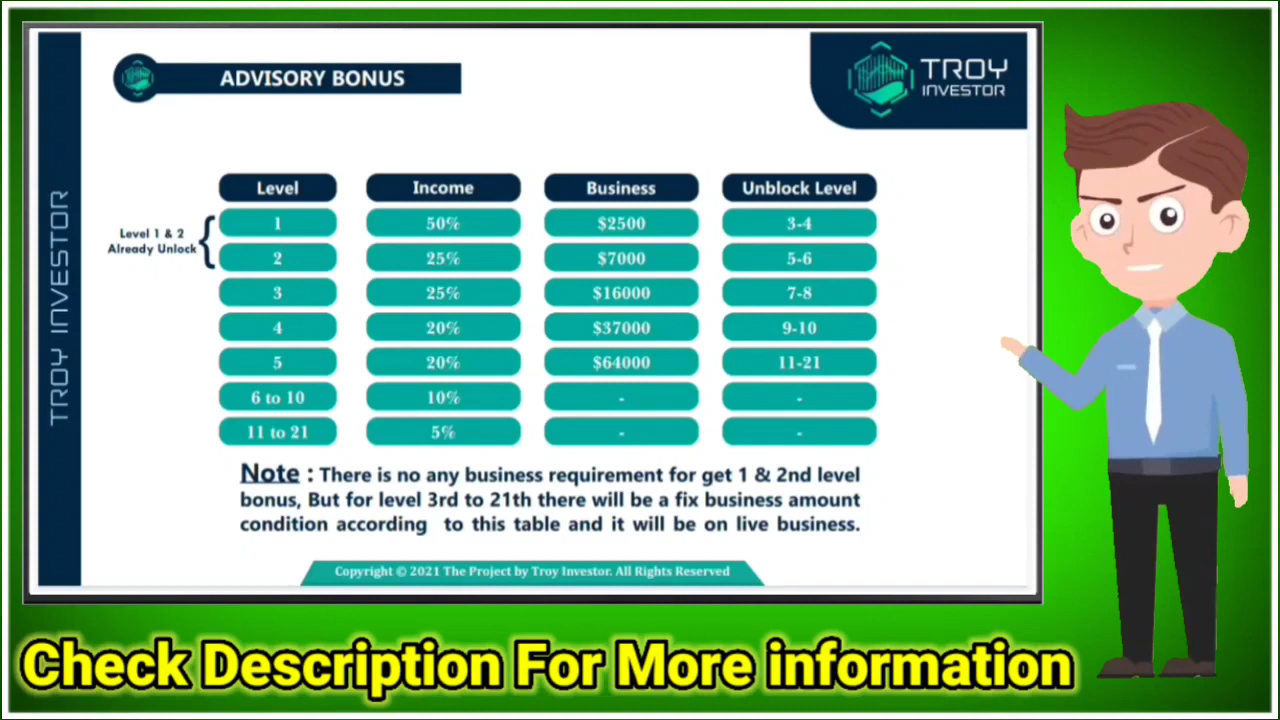 ADVISORY BONUS
TROY
INVESTOR
TROY INVESTOR
Level Income Business Unblock Level
Level 1 & 2
Already Unlock
1 50% $2500 3-4
2 25% $7000 5-6
3 25% $16000 7-8
4 20% $37000 9-10
5 20% $64000 11-21
6 to 10 10% - -
11 to 21 5% - -
Note : There is no any business requirement for get 1 & 2nd level
bonus, But for level 3rd to 21th there will be a fix business amount
condition according to this table and it will be on live business.
Copyright © 2021 The Project by Troy Investor. All Rights Reserved
Check Description For More information